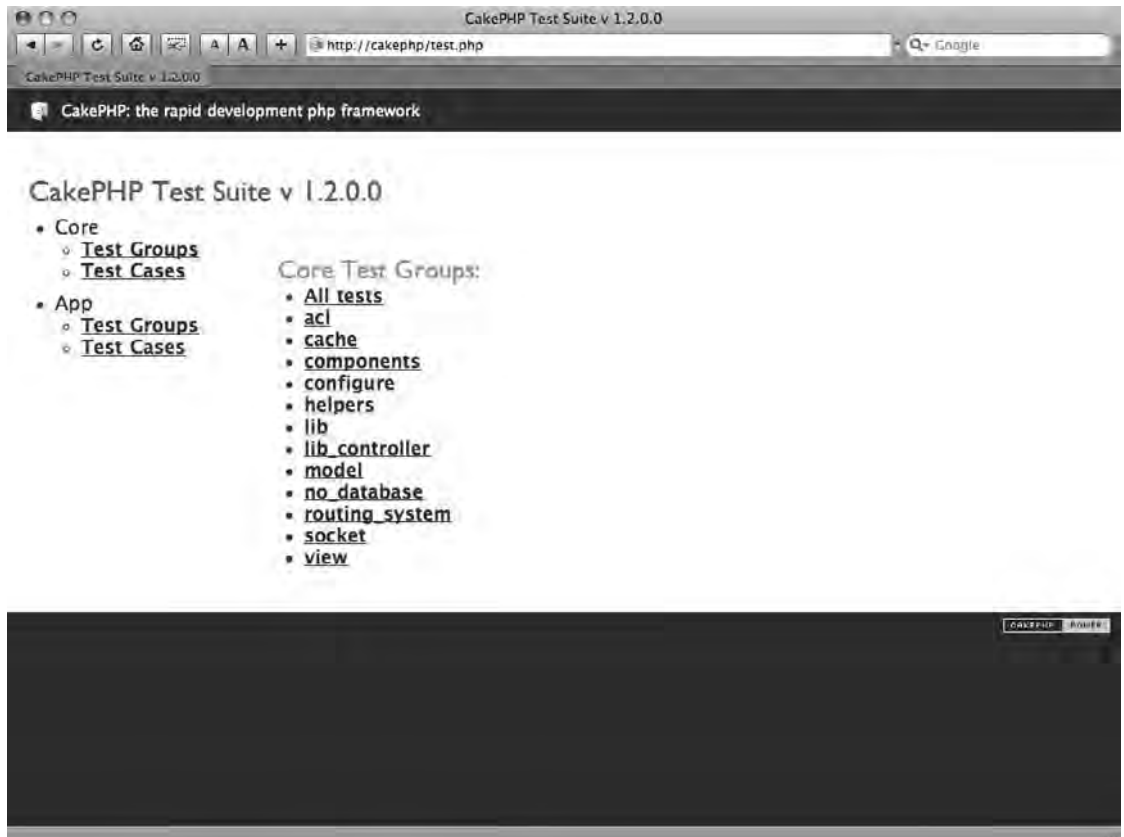 CakePHP Test Suite v 1.2.0.0
A A + http://cakephp/test.php Google
CakePHP Test Suite v 1.2.0.0
CakePHP: the rapid development php framework
CakePHP Test Suite v 1.2.0.0
• Core
◦ Test Groups
◦ Test Cases
• App
◦ Test Groups
◦ Test Cases
Core Test Groups:
• All tests
• acl
• cache
• components
• configure
• helpers
• lib
• lib_controller
• model
• no_database
• routing_system
• socket
• view
CAKEPHP POWER